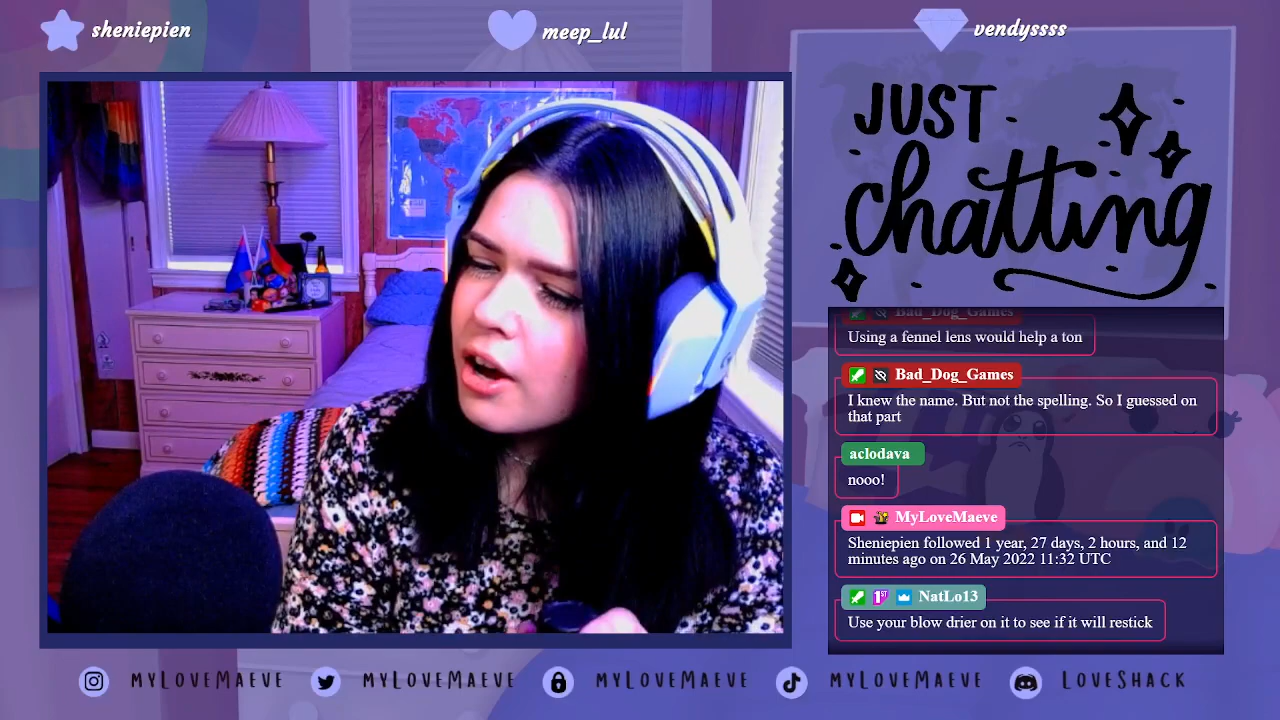 sheniepien
meep_lul
vendyssss
JUST
chatting
Bad_Dog_Games
Using a fennel lens would help a ton
Bad_Dog_Games
I knew the name. But not the spelling. So I guessed on
that part
aclodava
nooo!
MyLoveMaeve
Sheniepien followed 1 year, 27 days, 2 hours, and 12
minutes ago on 26 May 2022 11:32 UTC
1ST NatLo13
Use your blow drier on it to see if it will restick
MYLOVEMAEVE
MYLOVEMAEVE
MYLOVEMAEVE
MYLOVEMAEVE
LOVESHACK